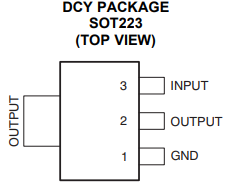 DCY PACKAGE
SOT223
(TOP VIEW)
3 INPUT
OUTPUT
2 OUTPUT
1 GND